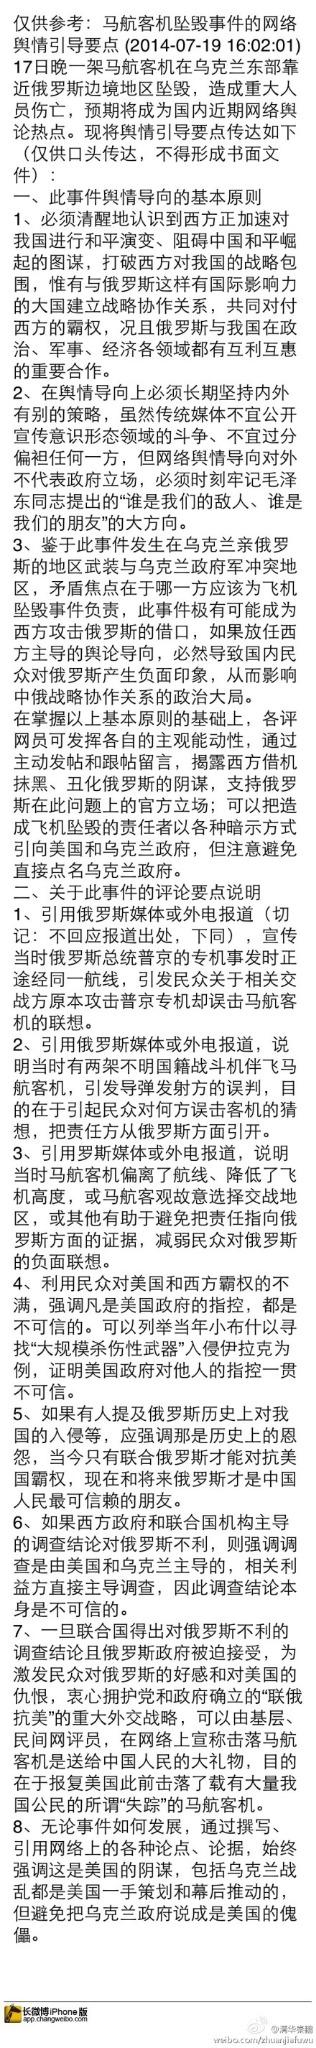 仅供参考：马航客机坠毁事件的网络
舆情引导要点 (2014-07-19 16:02:01)
17日晚一架马航客机在乌克兰东部靠
近俄罗斯边境地区坠毁，造成重大人
员伤亡，预期将成为国内近期网络舆
论热点。现将舆情引导要点传达如下
（仅供口头传达，不得形成书面文
件）：
一、此事件舆情导向的基本原则
1、必须清醒地认识到西方正加速对
我国进行和平演变、阻碍中国和平崛
起的图谋，打破西方对我国的战略包
围，惟有与俄罗斯这样有国际影响力
的大国建立战略协作关系，共同对付
西方的霸权，况且俄罗斯与我国在政
治、军事、经济各领域都有互利互惠
的重要合作。
2、在舆情导向上必须长期坚持内外
有别的策略，虽然传统媒体不宜公开
宣传意识形态领域的斗争、不宜过分
偏袒任何一方，但网络舆情导向对外
不代表政府立场，必须时刻牢记毛泽
东同志提出的“谁是我们的敌人、谁是
我们的朋友”的大方向。
3、鉴于此事件发生在乌克兰亲俄罗
斯的地区武装与乌克兰政府军冲突地
区，矛盾焦点在于哪一方应该为飞机
坠毁事件负责，此事件极有可能成为
西方攻击俄罗斯的借口，如果放任西
方主导的舆论导向，必然导致国内民
众对俄罗斯产生负面印象，从而影响
中俄战略协作关系的政治大局。
在掌握以上基本原则的基础上，各评
网员可发挥各自的主观能动性，通过
主动发帖和跟帖留言，揭露西方借机
抹黑、丑化俄罗斯的阴谋，支持俄罗
斯在此问题上的官方立场；可以把造
成飞机坠毁的责任者以各种暗示方式
引向美国和乌克兰政府，但注意避免
直接点名乌克兰政府。
二、关于此事件的评论要点说明
1、引用俄罗斯媒体或外电报道（切
记：不回应报道出处，下同），宣传
当时俄罗斯总统普京的专机事发时正
途经同一航线，引发民众关于相关交
战方原本攻击普京专机却误击马航客
机的联想。
2、引用俄罗斯媒体或外电报道，说
明当时有两架不明国籍战斗机伴飞马
航客机，引发导弹发射方的误判，目
的在于引起民众对何方误击客机的猜
想，把责任方从俄罗斯方面引开。
3、引用罗斯媒体或外电报道，说明
当时马航客机偏离了航线、降低了飞
机高度，或马航客观故意选择交战地
区，或其他有助于避免把责任指向俄
罗斯方面的证据，减弱民众对俄罗斯
的负面联想。
4、利用民众对美国和西方霸权的不
满，强调凡是美国政府的指控，都是
不可信的。可以列举当年小布什以寻
找“大规模杀伤性武器”入侵伊拉克为
例，证明美国政府对他人的指控一贯
不可信。
5、如果有人提及俄罗斯历史上对我
国的入侵等，应强调那是历史上的恩
怨，当今只有联合俄罗斯才能对抗美
国霸权，现在和将来俄罗斯才是中国
人民最可信赖的朋友。
6、如果西方政府和联合国机构主导
的调查结论对俄罗斯不利，则强调调
查是由美国和乌克兰主导的，相关利
益方直接主导调查，因此调查结论本
身是不可信的。
7、一旦联合国得出对俄罗斯不利的
调查结论且俄罗斯政府被迫接受，为
激发民众对俄罗斯的好感和对美国的
仇恨，衷心拥护党和政府确立的“联俄
抗美”的重大外交战略，可以由基层、
民间网评员，在网络上宣称击落马航
客机是送给中国人民的大礼物，目的
在于报复美国此前击落了载有大量我
国公民的所谓“失踪”的马航客机。
8、无论事件如何发展，通过撰写、
引用网络上的各种论点、论据，始终
强调这是美国的阴谋，包括乌克兰战
乱都是美国一手策划和幕后推动的，
但避免把乌克兰政府说成是美国的傀
儡。
长微博iPhone版
app.changweibo.com
@清华秦鹏
weibo.com/zhuanjiafuwu